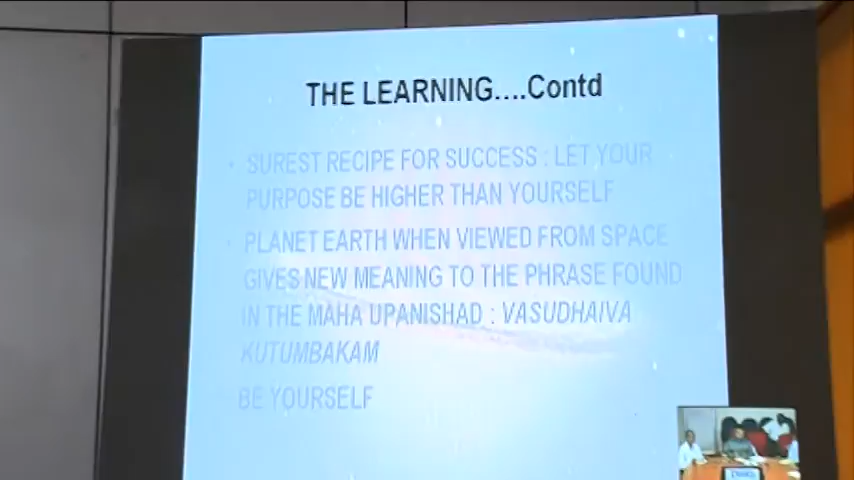 THE LEARNING....Contd
• SUREST RECIPE FOR SUCCESS : LET YOUR
PURPOSE BE HIGHER THAN YOURSELF
• PLANET EARTH WHEN VIEWED FROM SPACE
GIVES NEW MEANING TO THE PHRASE FOUND
IN THE MAHA UPANISHAD : VASUDHAIVA
KUTUMBAKAM
BE YOURSELF